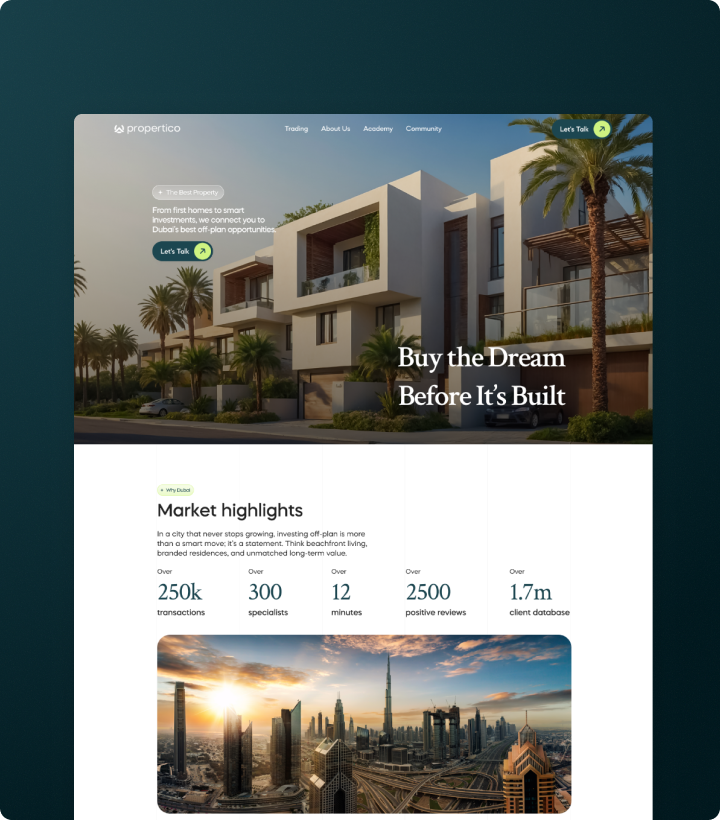 propertico
Trading About Us Academy Community
Let's Talk
The Best Property
From first homes to smart
investments, we connect you to
Dubai's best off-plan opportunities.
Let's Talk
Buy the Dream
Before It’s Built
Why Dubai
Market highlights
In a city that never stops growing, investing off-plan is more
than a smart move; it's a statement. Think beachfront living,
branded residences, and unmatched long-term value.
Over
250k
transactions
Over
300
specialists
Over
12
minutes
Over
2500
positive reviews
Over
1.7m
client database